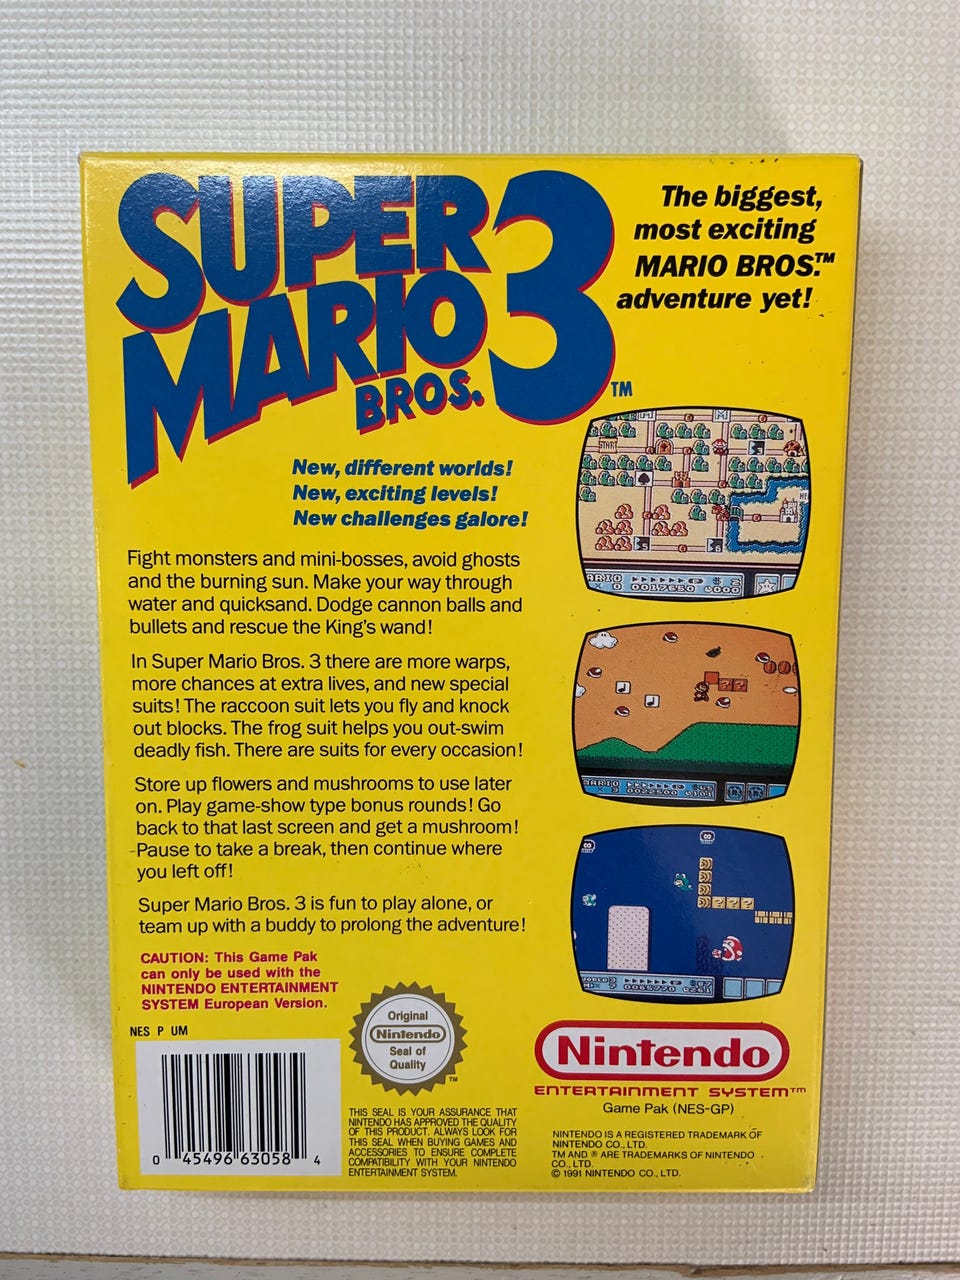 SUPER
MARIO
BROS.
3
TM
The biggest,
most exciting
MARIO BROS.™
adventure yet!
New, different worlds!
New, exciting levels!
New challenges galore!
Fight monsters and mini-bosses, avoid ghosts
and the burning sun. Make your way through
water and quicksand. Dodge cannon balls and
bullets and rescue the King's wand!
In Super Mario Bros. 3 there are more warps,
more chances at extra lives, and new special
suits! The raccoon suit lets you fly and knock
out blocks. The frog suit helps you out-swim
deadly fish. There are suits for every occasion!
Store up flowers and mushrooms to use later
on. Play game-show type bonus rounds! Go
back to that last screen and get a mushroom!
Pause to take a break, then continue where
you left off!
Super Mario Bros. 3 is fun to play alone, or
team up with a buddy to prolong the adventure!
CAUTION: This Game Pak
can only be used with the
NINTENDO ENTERTAINMENT
SYSTEM European Version.
NES P UM
0 45496 63058 4
Original
Nintendo
Seal of
Quality
TM
THIS SEAL IS YOUR ASSURANCE THAT
NINTENDO HAS APPROVED THE QUALITY
OF THIS PRODUCT. ALWAYS LOOK FOR
THIS SEAL WHEN BUYING GAMES AND
ACCESSORIES TO ENSURE COMPLETE
COMPATIBILITY WITH YOUR NINTENDO
ENTERTAINMENT SYSTEM.
START
M
M
HE
ARIO
0 0017650
MARIO
0022500
0065770
Nintendo
ENTERTAINMENT SYSTEM™
Game Pak (NES-GP)
NINTENDO IS A REGISTERED TRADEMARK OF
NINTENDO CO., LTD.
TM AND ® ARE TRADEMARKS OF NINTENDO
CO., LTD.
© 1991 NINTENDO CO., LTD.